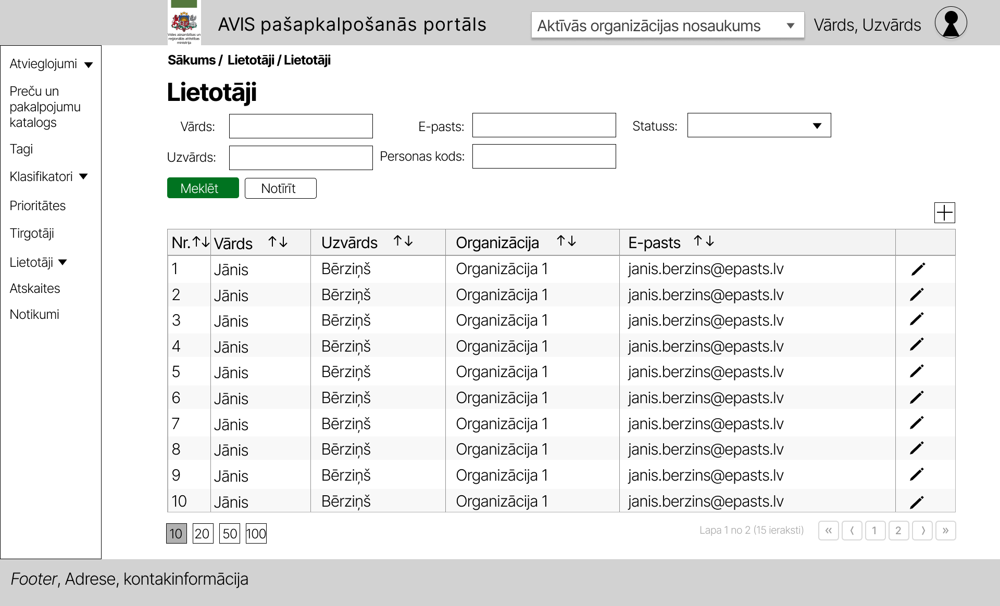 Vides aizsardzības un
reģionālās attīstības
ministrija
AVIS pašapkalpošanās portāls
Aktīvās organizācijas nosaukums
Vārds, Uzvārds
Atvieglojumi
Preču un
pakalpojumu
katalogs
Tagi
Klasifikatori
Prioritātes
Tirgotāji
Lietotāji
Atskaites
Notikumi
Sākums / Lietotāji / Lietotāji
Lietotāji
Vārds:
E-pasts:
Statuss:
Uzvārds:
Personas kods:
Meklēt
Notīrīt
Nr.↑↓ Vārds ↑↓ Uzvārds ↑↓ Organizācija ↑↓ E-pasts ↑↓
1 Jānis Bērziņš Organizācija 1 janis.berzins@epasts.lv
2 Jānis Bērziņš Organizācija 1 janis.berzins@epasts.lv
3 Jānis Bērziņš Organizācija 1 janis.berzins@epasts.lv
4 Jānis Bērziņš Organizācija 1 janis.berzins@epasts.lv
5 Jānis Bērziņš Organizācija 1 janis.berzins@epasts.lv
6 Jānis Bērziņš Organizācija 1 janis.berzins@epasts.lv
7 Jānis Bērziņš Organizācija 1 janis.berzins@epasts.lv
8 Jānis Bērziņš Organizācija 1 janis.berzins@epasts.lv
9 Jānis Bērziņš Organizācija 1 janis.berzins@epasts.lv
10 Jānis Bērziņš Organizācija 1 janis.berzins@epasts.lv
10 20 50 100
Lapa 1 no 2 (15 ieraksti) « ⟨ 1 2 ⟩ »
Footer, Adrese, kontakinformācija